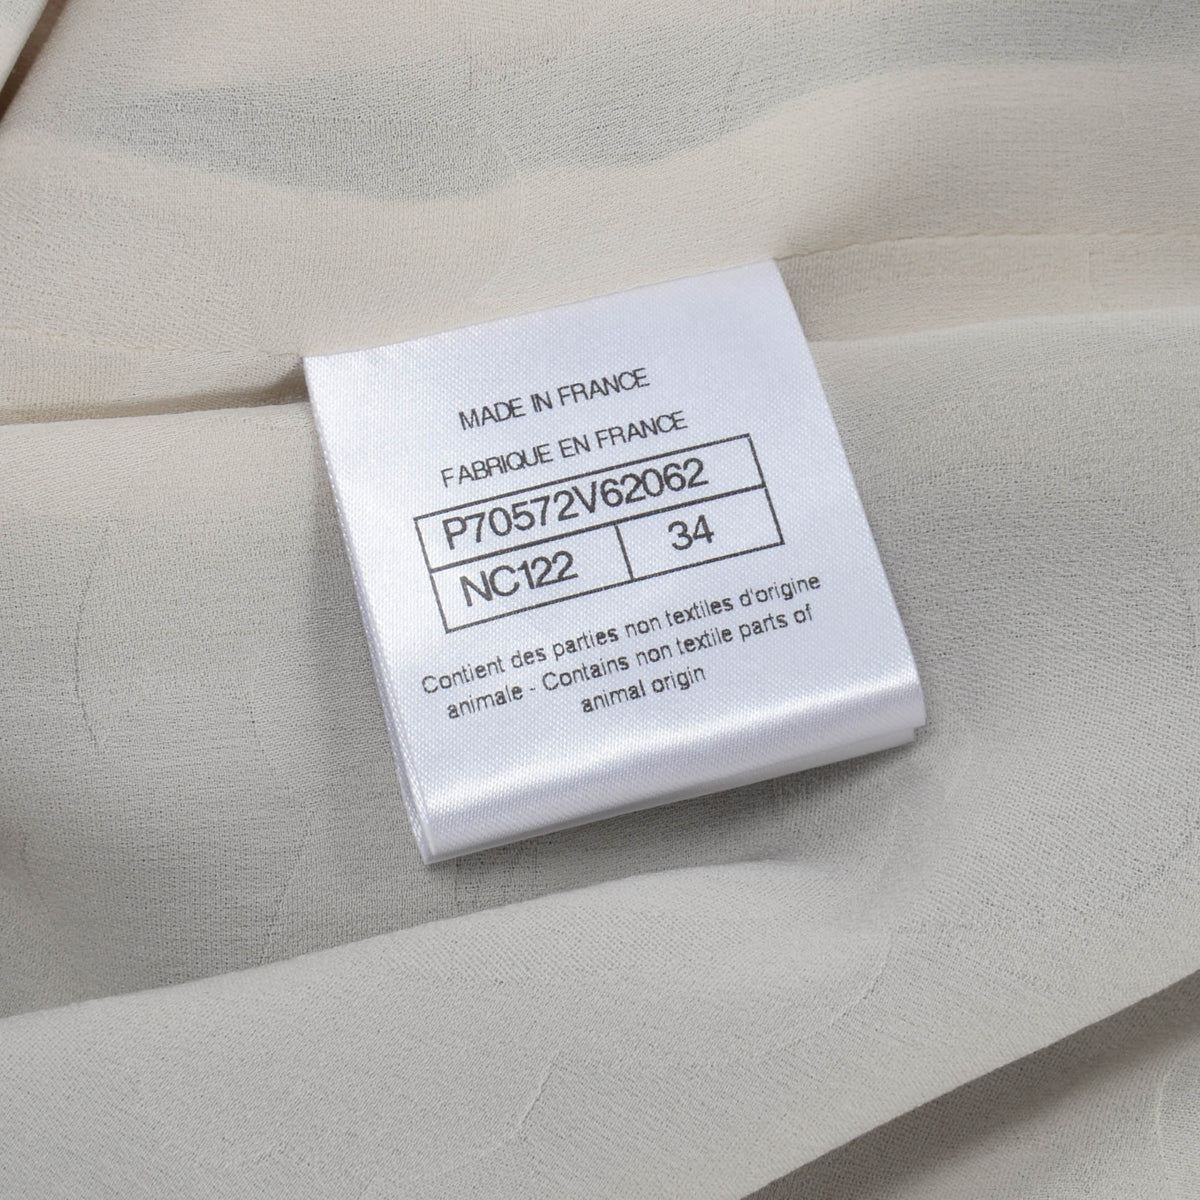 MADE IN FRANCE
FABRIQUE EN FRANCE
P70572V62062
NC122 34
Contient des parties non textiles d'origine
animale - Contains non textile parts of
animal origin